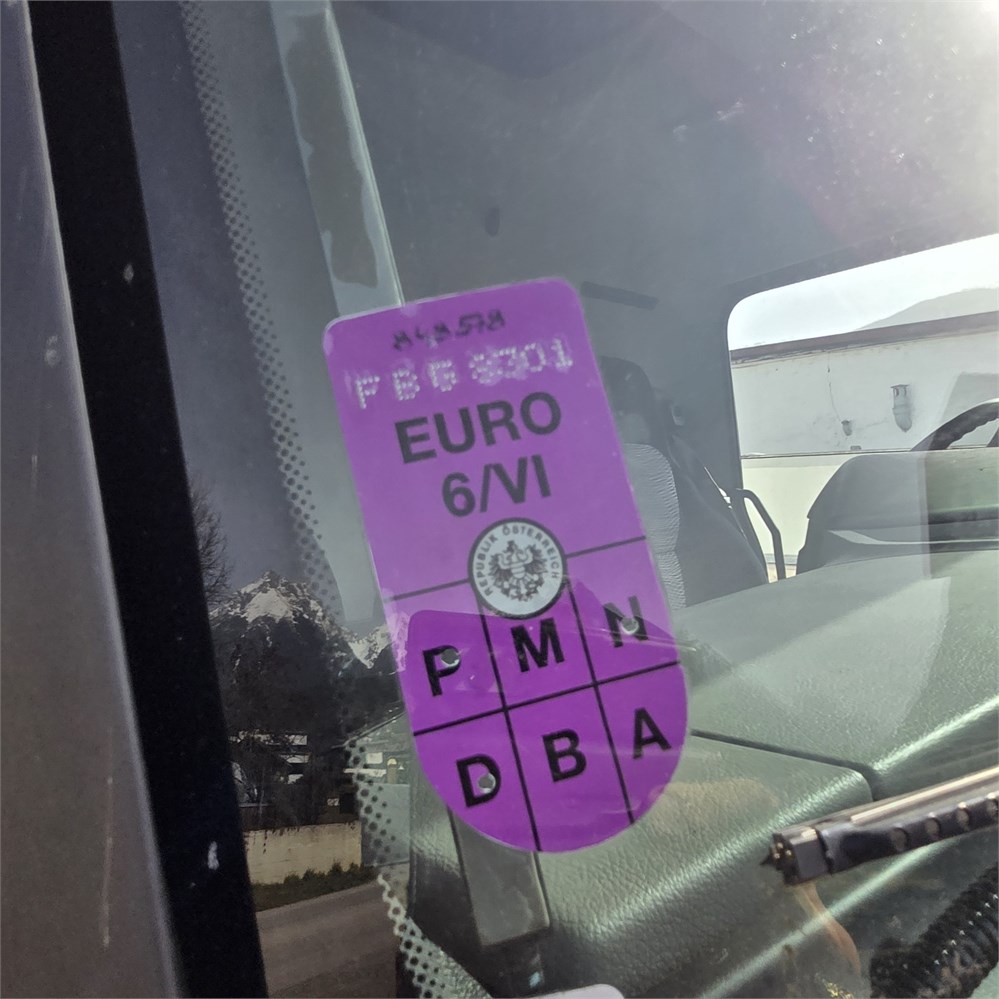 EURO
6/VI
REPUBLIK ÖSTERREICH
P M N
D B A